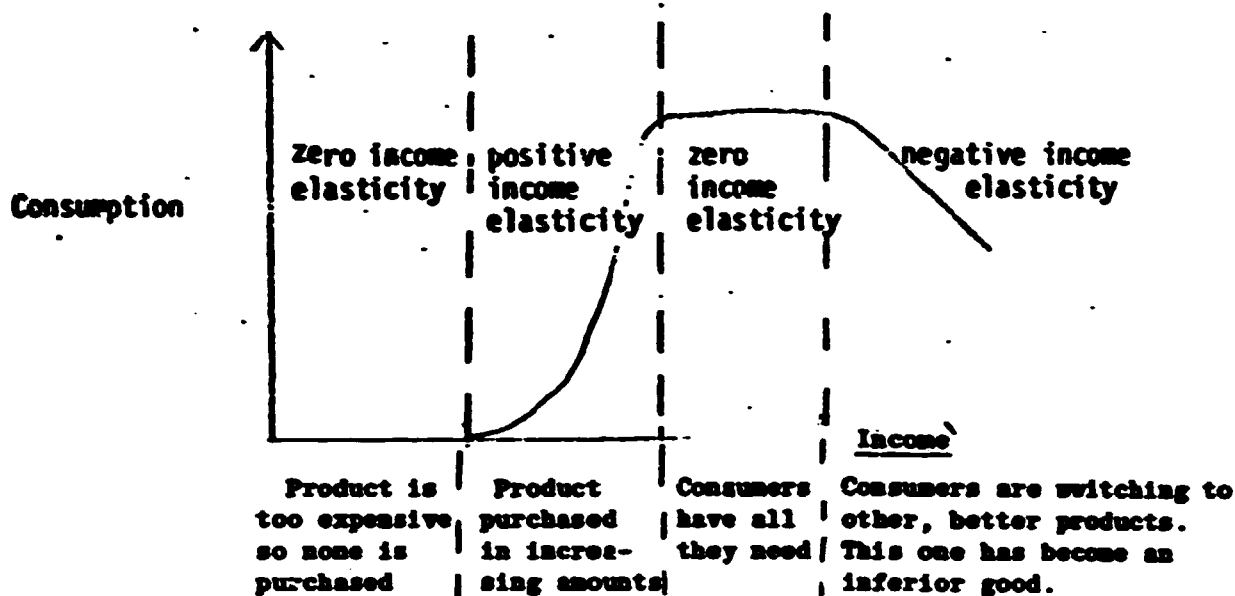 zero income
elasticity
positive
income
elasticity
zero
income
elasticity
negative income
elasticity
Consumption
Income
Product is
too expensive
so none is
purchased
Product
purchased
in increa-
sing amounts
Consumers
have all
they need
Consumers are switching to
other, better products.
This one has become an
inferior good.